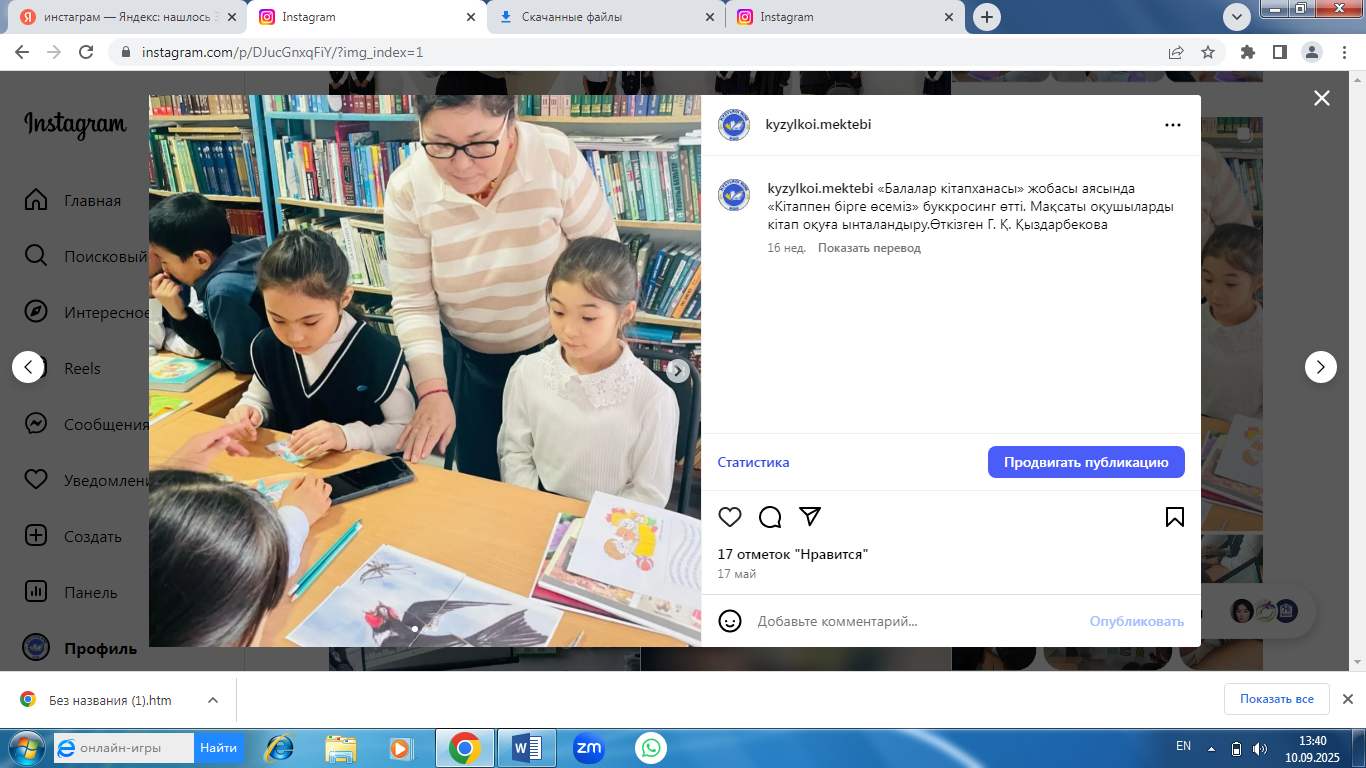 инстаграм — Яндекс: нашлось
Instagram
Скачанные файлы
Instagram
instagram.com/p/DJucGnxqFiY/?img_index=1
Instagram
Главная
Поисковый
Интересное
Reels
Сообщения
Уведомлени
Создать
Панель
Профиль
kyzylkoi.mektebi
kyzylkoi.mektebi «Балалар кітапханасы» жобасы аясында
«Кітаппен бірге өсеміз» буккросинг өтті. Мақсаты оқушыларды
кітап оқуға ынталандыру.Өткізген Г. Қ. Қыздарбекова
16 нед. Показать перевод
Статистика
Продвигать публикацию
17 отметок "Нравится"
17 май
Добавьте комментарий...
Опубликовать
Без названия (1).htm
Показать все
онлайн-игры
Найти
W
zm
EN
13:40
10.09.2025